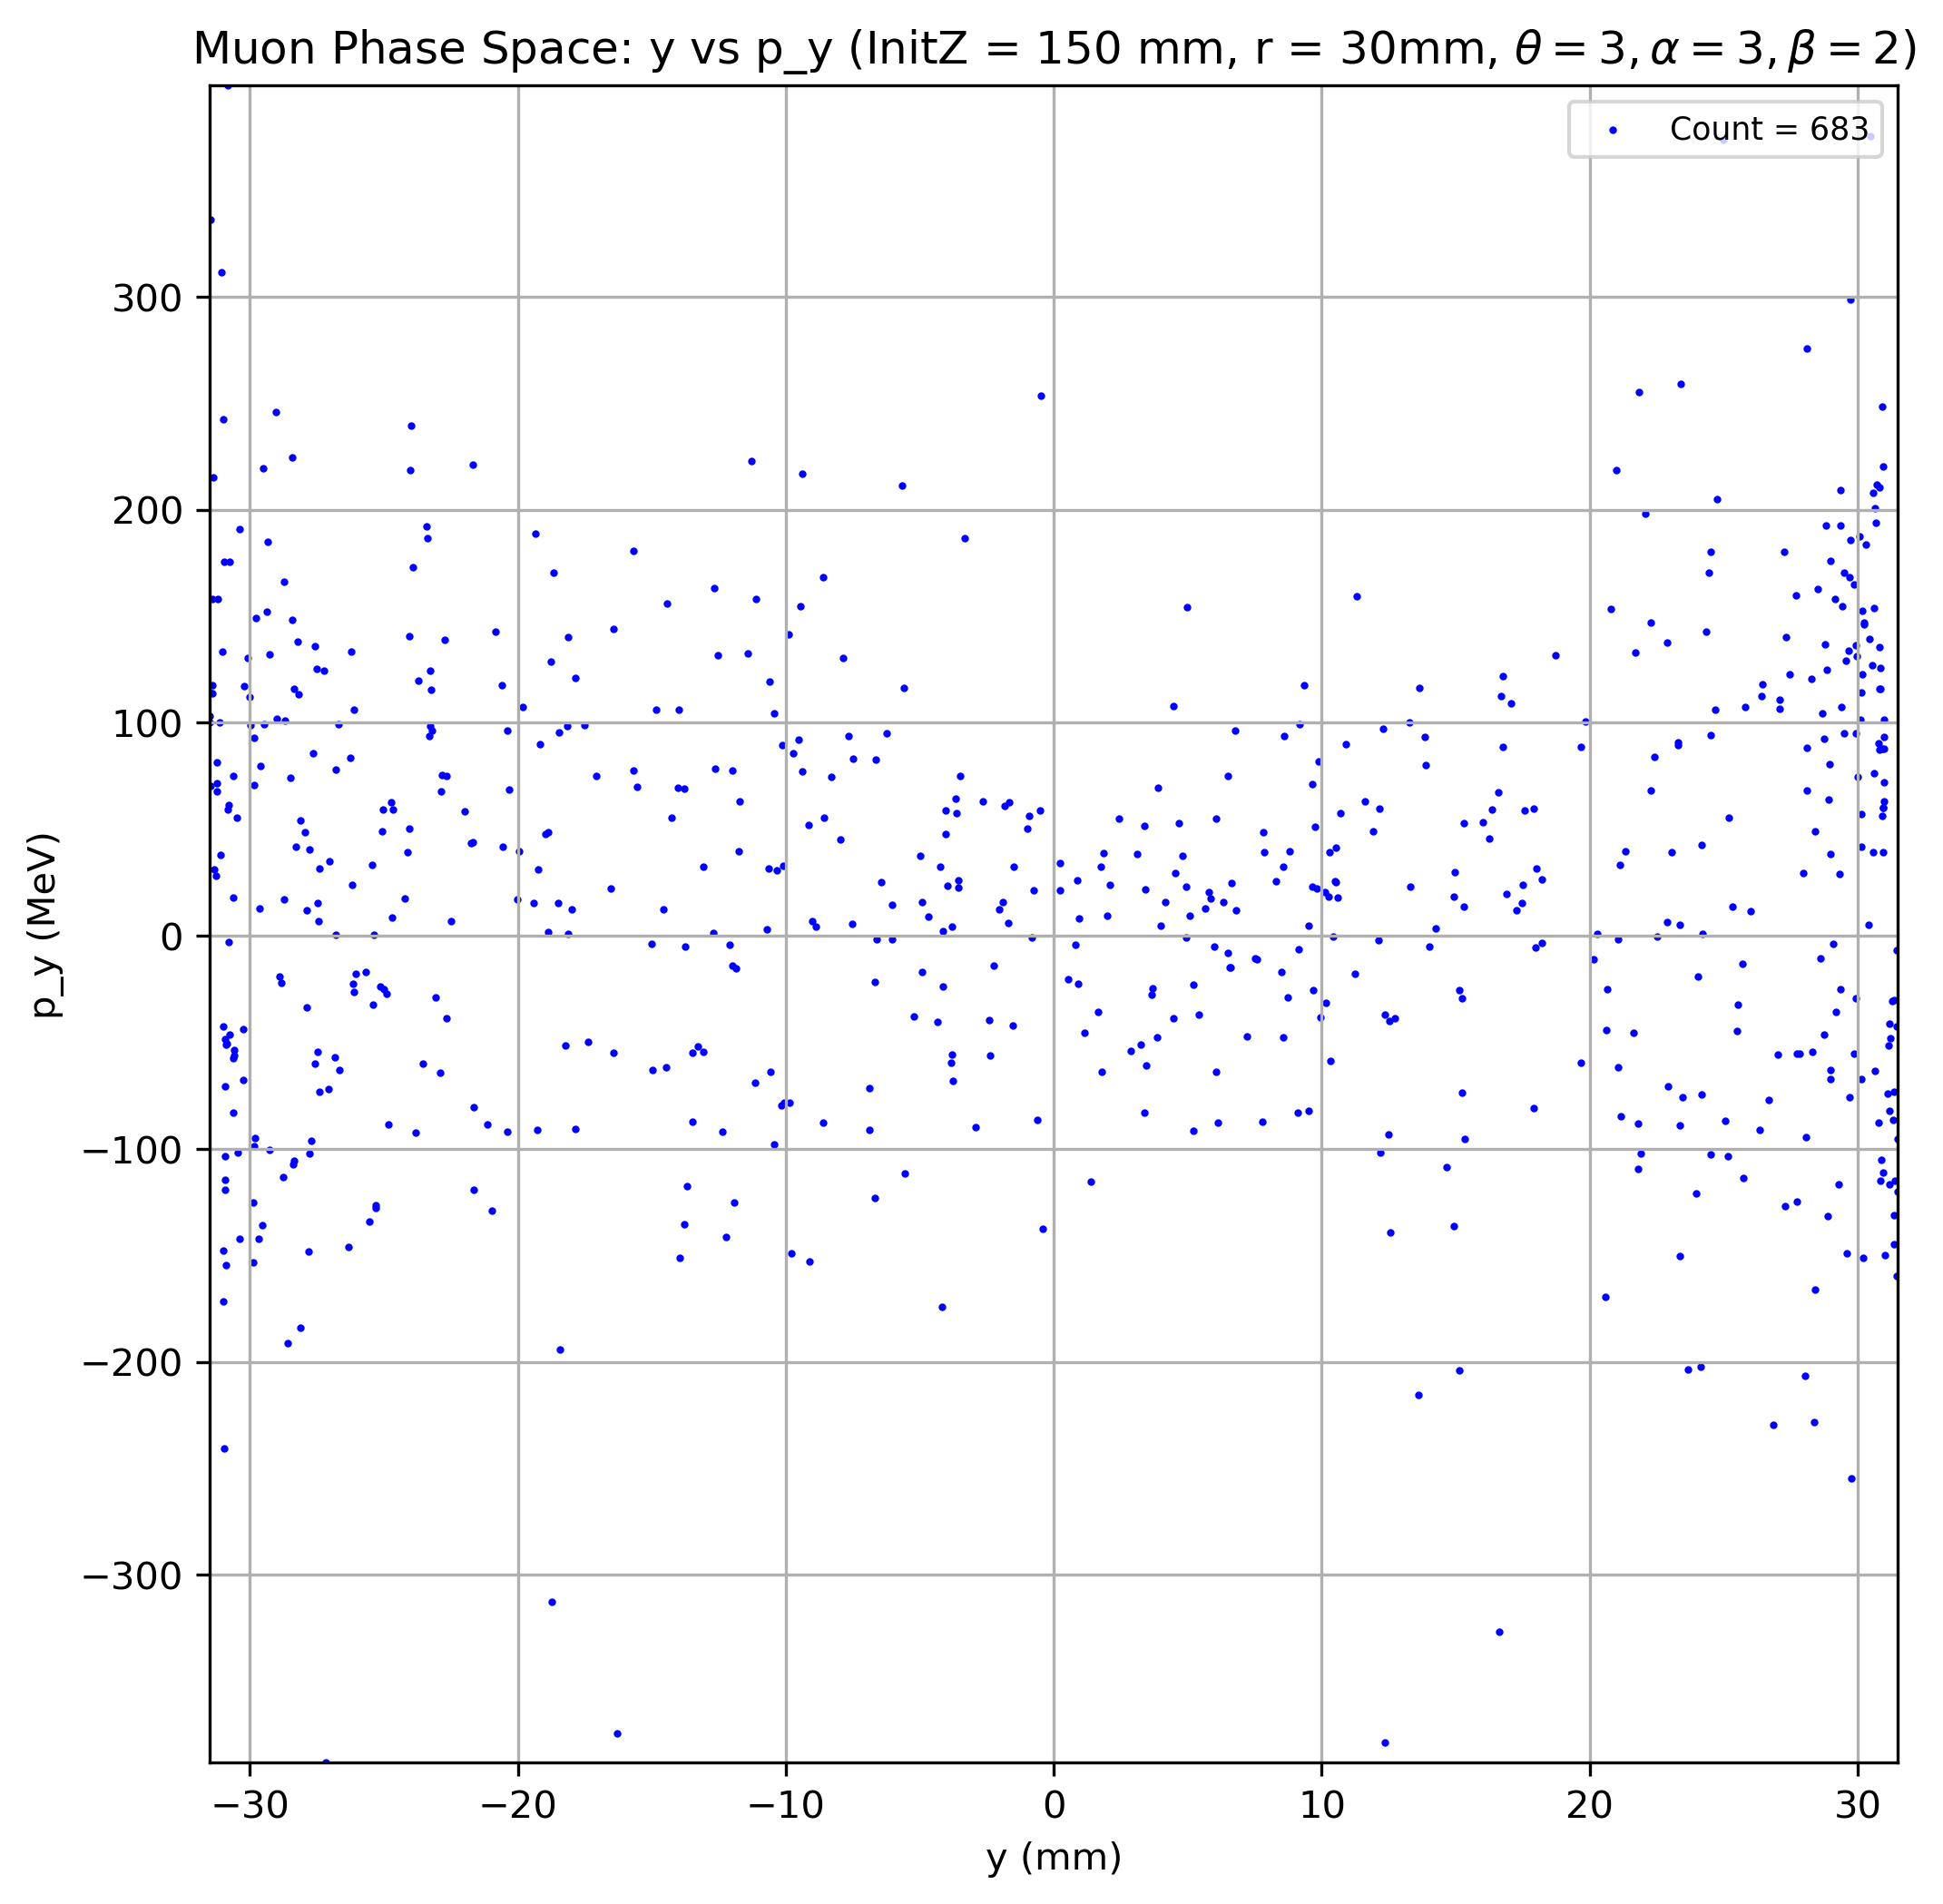 Muon Phase Space: y vs p_y (InitZ = 150 mm, r = 30mm, θ = 3, α = 3, β = 2)
Count = 683
300
200
100
0
−100
−200
−300
p_y (MeV)
−30 −20 −10 0 10 20 30
y (mm)